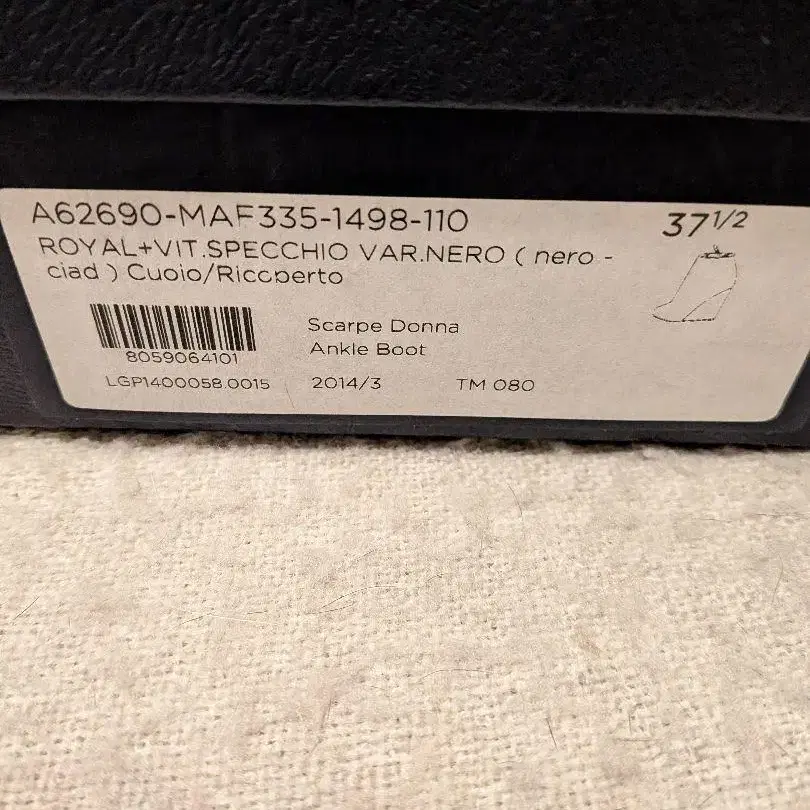 A62690-MAF335-1498-110
37 1/2
ROYAL+VIT.SPECCHIO VAR.NERO ( nero -
ciad ) Cuoio/Ricoperto
Scarpe Donna
8059064101
Ankle Boot
LGP1400058.0015 2014/3 TM 080